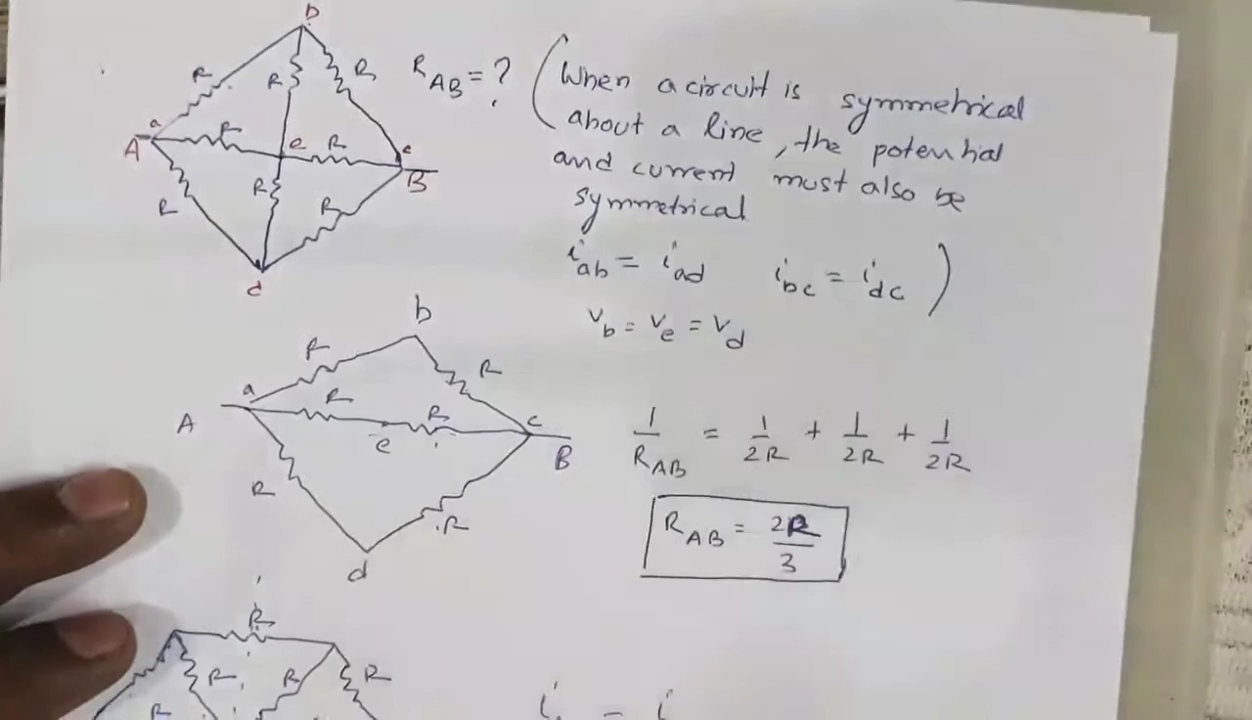 b
R R R R_AB = ? (When a circuit is symmetrical
about a line, the potential
a R e R c
A B
and current must also be
R R R
symmetrical
d
i_ab = i_ad i_bc = i_dc )
v_b = v_e = v_d
b
R R
a R R c
A e B
1/R_AB = 1/2R + 1/2R + 1/2R
R R
d
R_AB = 2R/3
R
R R R
R